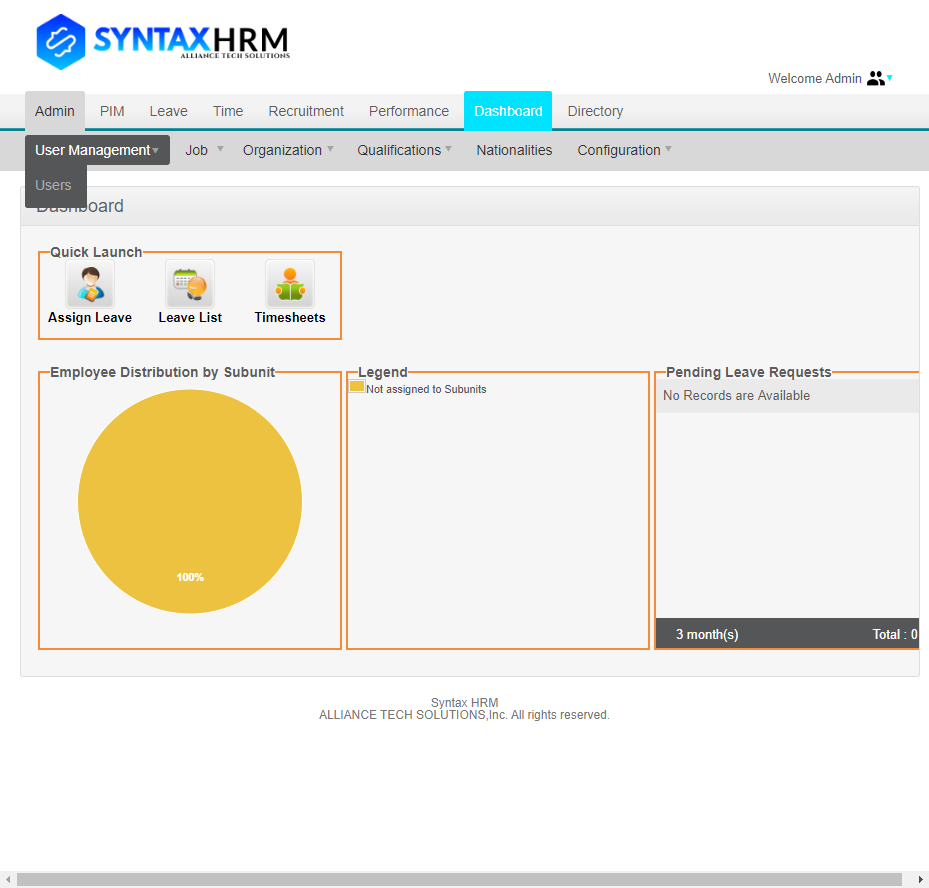 SYNTAXHRM
ALLIANCE TECH SOLUTIONS
Welcome Admin
Admin PIM Leave Time Recruitment Performance Dashboard Directory
User Management Job Organization Qualifications Nationalities Configuration
Users
Dashboard
Quick Launch
Assign Leave Leave List Timesheets
Employee Distribution by Subunit
100%
Legend
Not assigned to Subunits
Pending Leave Requests
No Records are Available
3 month(s) Total : 0
Syntax HRM
ALLIANCE TECH SOLUTIONS,Inc. All rights reserved.